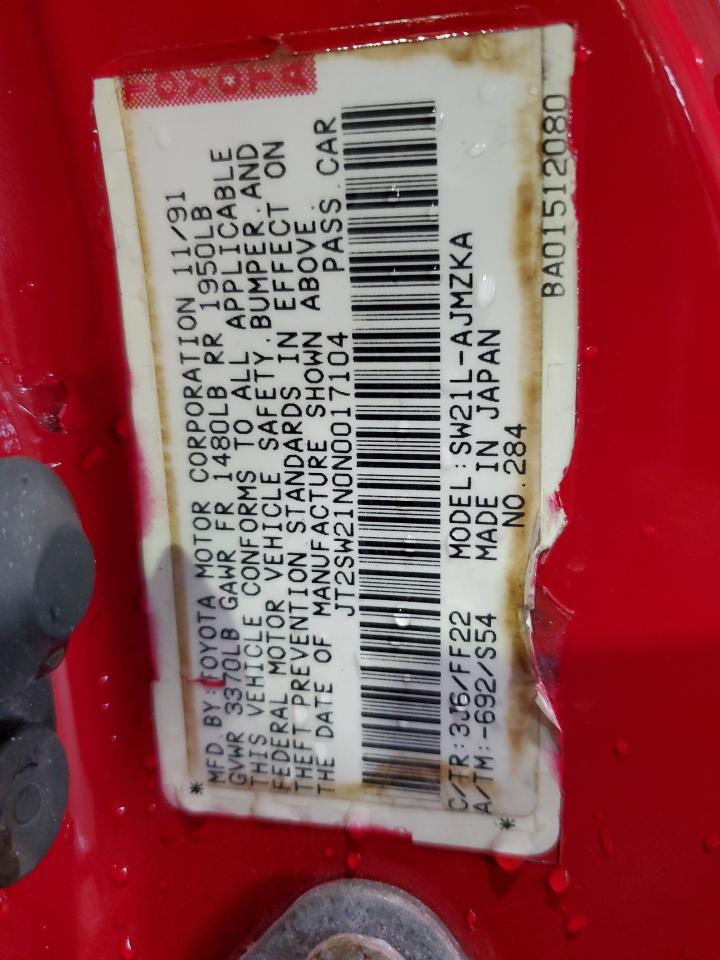 TOYOTA
*MFD. BY: TOYOTA MOTOR CORPORATION 11/91
GVWR 3370LB GAWR FR 1480LB RR 1950LB
THIS VEHICLE CONFORMS TO ALL APPLICABLE
FEDERAL MOTOR VEHICLE SAFETY.BUMPER.AND
THEFT PREVENTION STANDARDS IN EFFECT ON
THE DATE OF MANUFACTURE SHOWN ABOVE.
JT2SW21N0N0017104 PASS. CAR
C/TR:3J6/FF22 MODEL:SW21L-AJMZKA
A/TM:-692/S54 MADE IN JAPAN
* NO.284
BA01512080